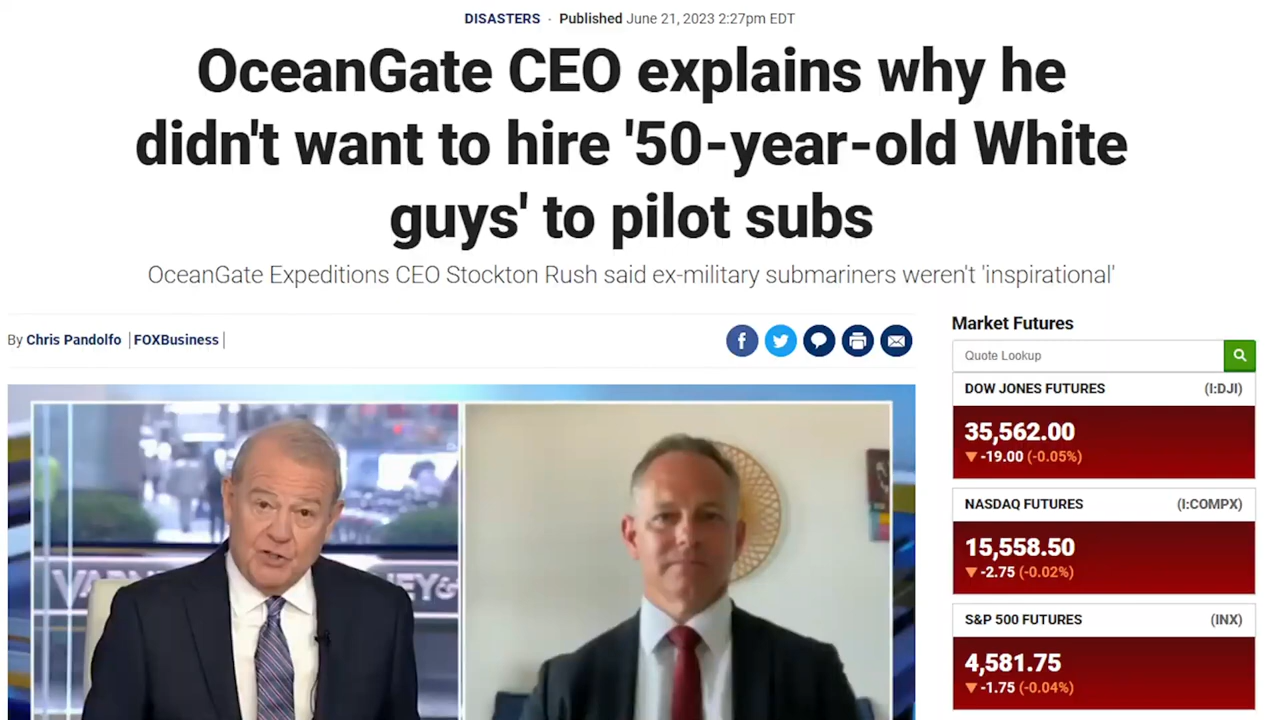 DISASTERS · Published June 21, 2023 2:27pm EDT
OceanGate CEO explains why he
didn't want to hire '50-year-old White
guys' to pilot subs
OceanGate Expeditions CEO Stockton Rush said ex-military submariners weren't 'inspirational'
By Chris Pandolfo | FOXBusiness |
Market Futures
Quote Lookup
DOW JONES FUTURES (I:DJI)
35,562.00
▼ -19.00 (-0.05%)
NASDAQ FUTURES (I:COMPX)
15,558.50
▼ -2.75 (-0.02%)
S&P 500 FUTURES (INX)
4,581.75
▼ -1.75 (-0.04%)